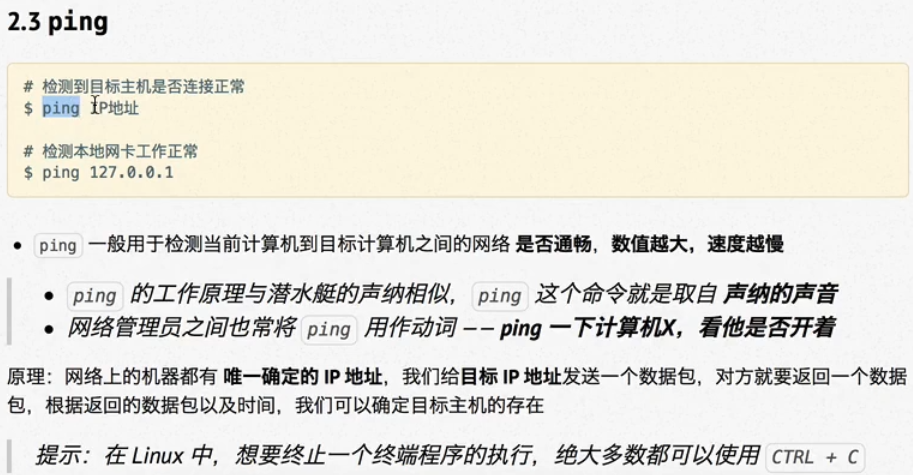 2.3 ping
# 检测到目标主机是否连接正常
$ ping IP地址
# 检测本地网卡工作正常
$ ping 127.0.0.1
ping 一般用于检测当前计算机到目标计算机之间的网络 是否通畅，数值越大，速度越慢
ping 的工作原理与潜水艇的声纳相似，ping 这个命令就是取自 声纳的声音
网络管理员之间也常将 ping 用作动词 —— ping 一下计算机X，看他是否开着
原理：网络上的机器都有 唯一确定的 IP 地址，我们给目标 IP 地址发送一个数据包，对方就要返回一个数据
包，根据返回的数据包以及时间，我们可以确定目标主机的存在
提示：在 Linux 中，想要终止一个终端程序的执行，绝大多数都可以使用 CTRL + C